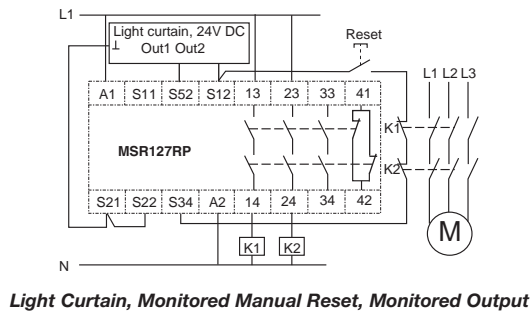 L1
Light curtain, 24V DC
⊥ Out1 Out2
Reset
L1 L2 L3
A1 S11 S52 S12 13 23 33 41
K1
MSR127RP
K2
S21 S22 S34 A2 14 24 34 42
M
K1 K2
N
Light Curtain, Monitored Manual Reset, Monitored Output